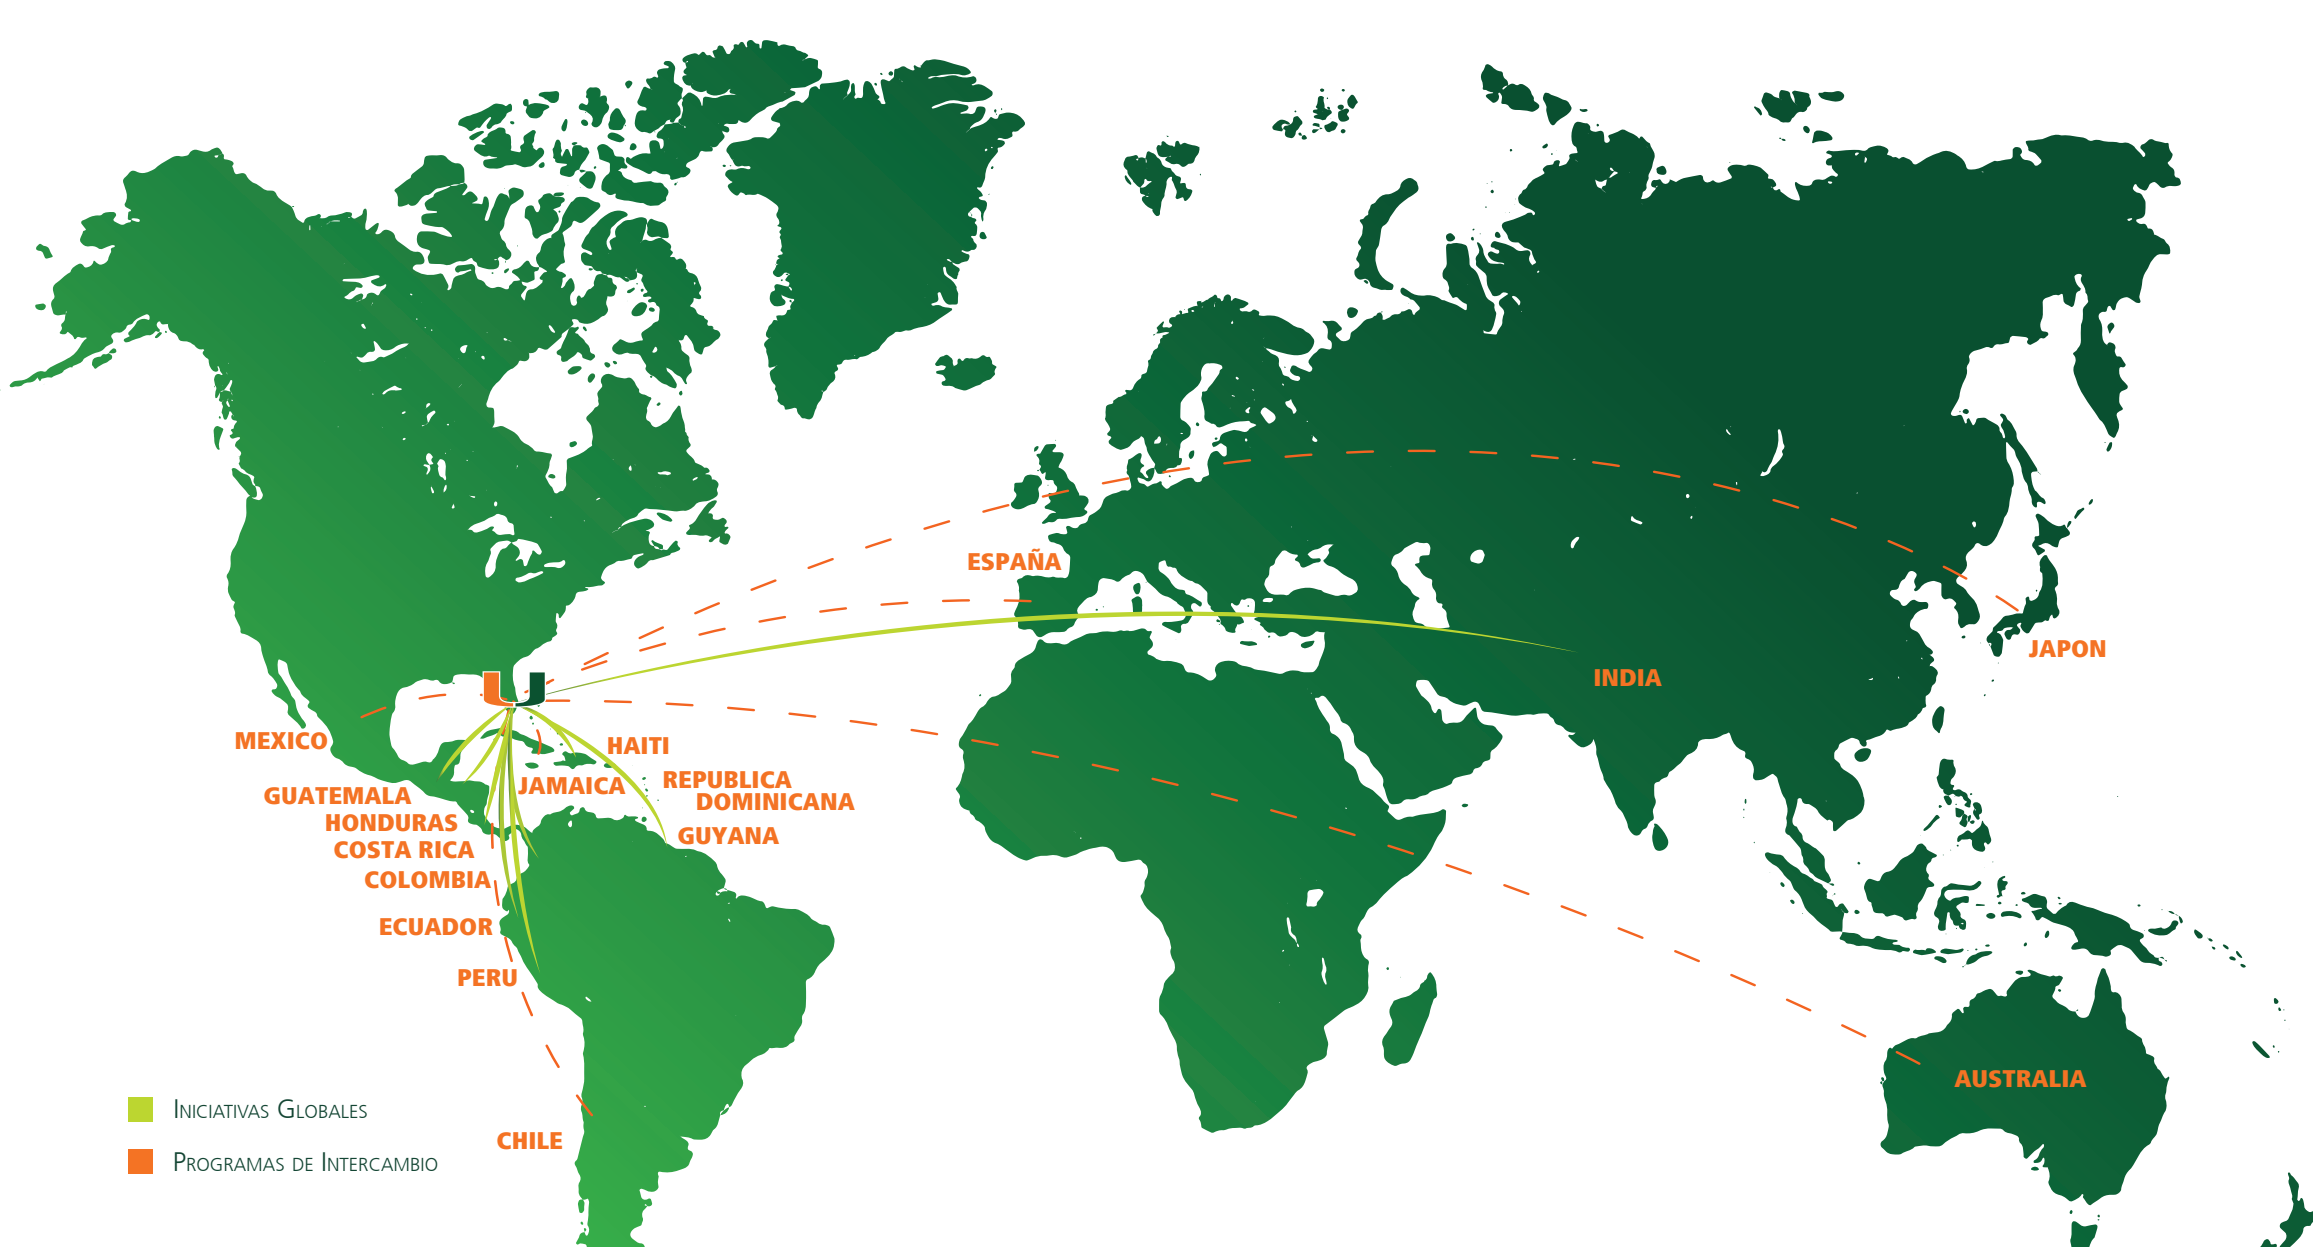 ESPAÑA
JAPON
INDIA
MEXICO
HAITI
REPUBLICA
DOMINICANA
JAMAICA
GUATEMALA
HONDURAS
GUYANA
COSTA RICA
COLOMBIA
ECUADOR
PERU
AUSTRALIA
CHILE
Iniciativas Globales
Programas de Intercambio